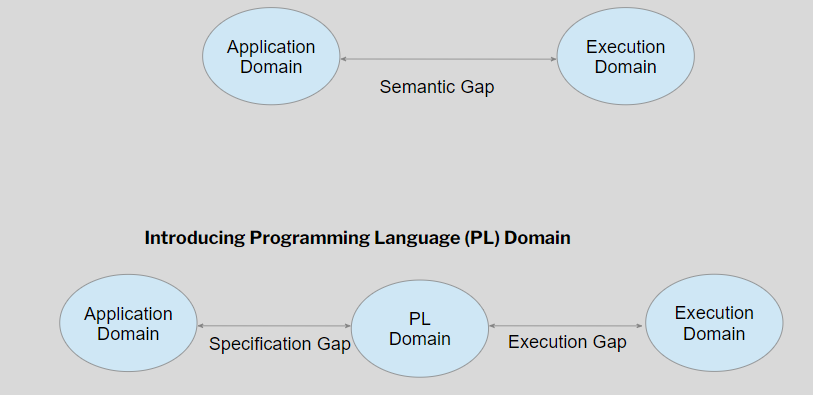 Application
Domain
Execution
Domain
Semantic Gap
Introducing Programming Language (PL) Domain
Application
Domain
PL
Domain
Execution
Domain
Specification Gap
Execution Gap